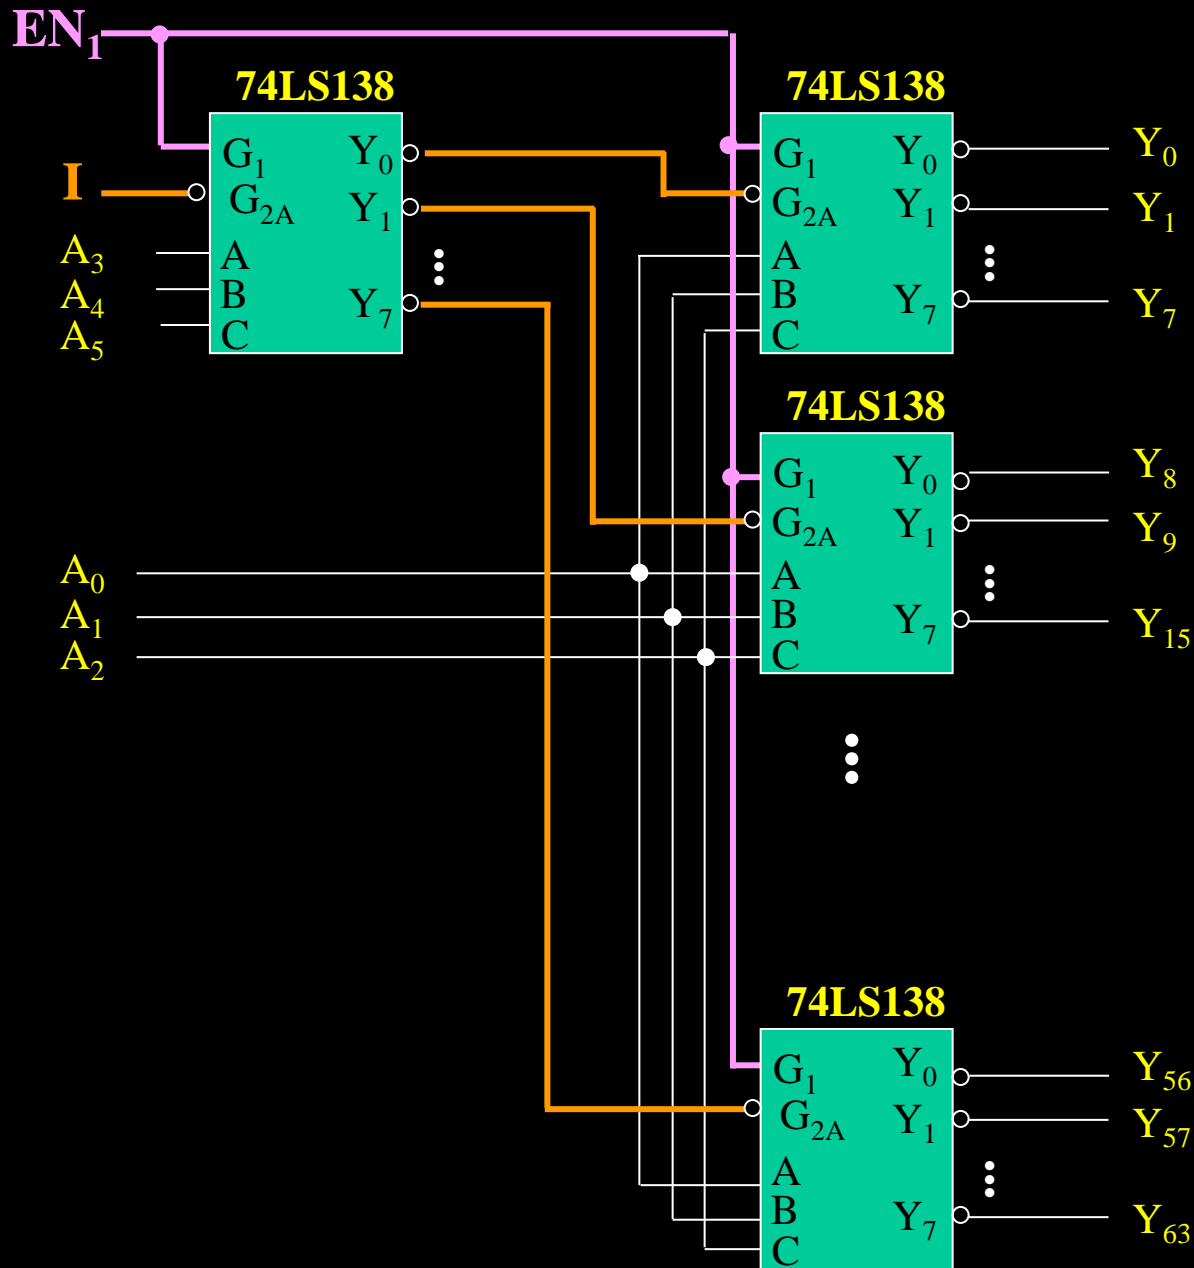 EN₁
74LS138
G₁ Y₀
I
G₂A Y₁
A₃ A
A₄ B Y₇
A₅ C
74LS138
G₁ Y₀ Y₀
G₂A Y₁ Y₁
A
B Y₇ Y₇
C
74LS138
G₁ Y₀ Y₈
G₂A Y₁ Y₉
A₀ A
A₁ B Y₇ Y₁₅
A₂ C
74LS138
G₁ Y₀ Y₅₆
G₂A Y₁ Y₅₇
A
B Y₇ Y₆₃
C